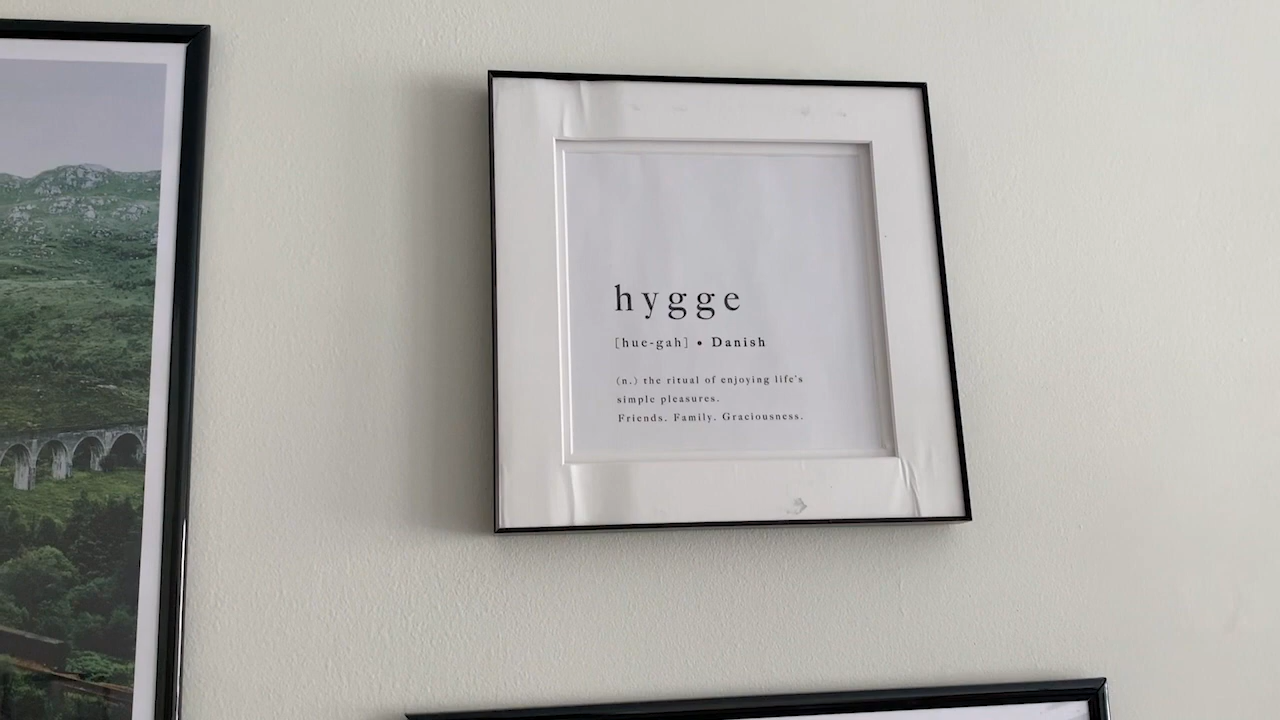 hygge
[hue-gah] • Danish
(n.) the ritual of enjoying life's
simple pleasures.
Friends. Family. Graciousness.